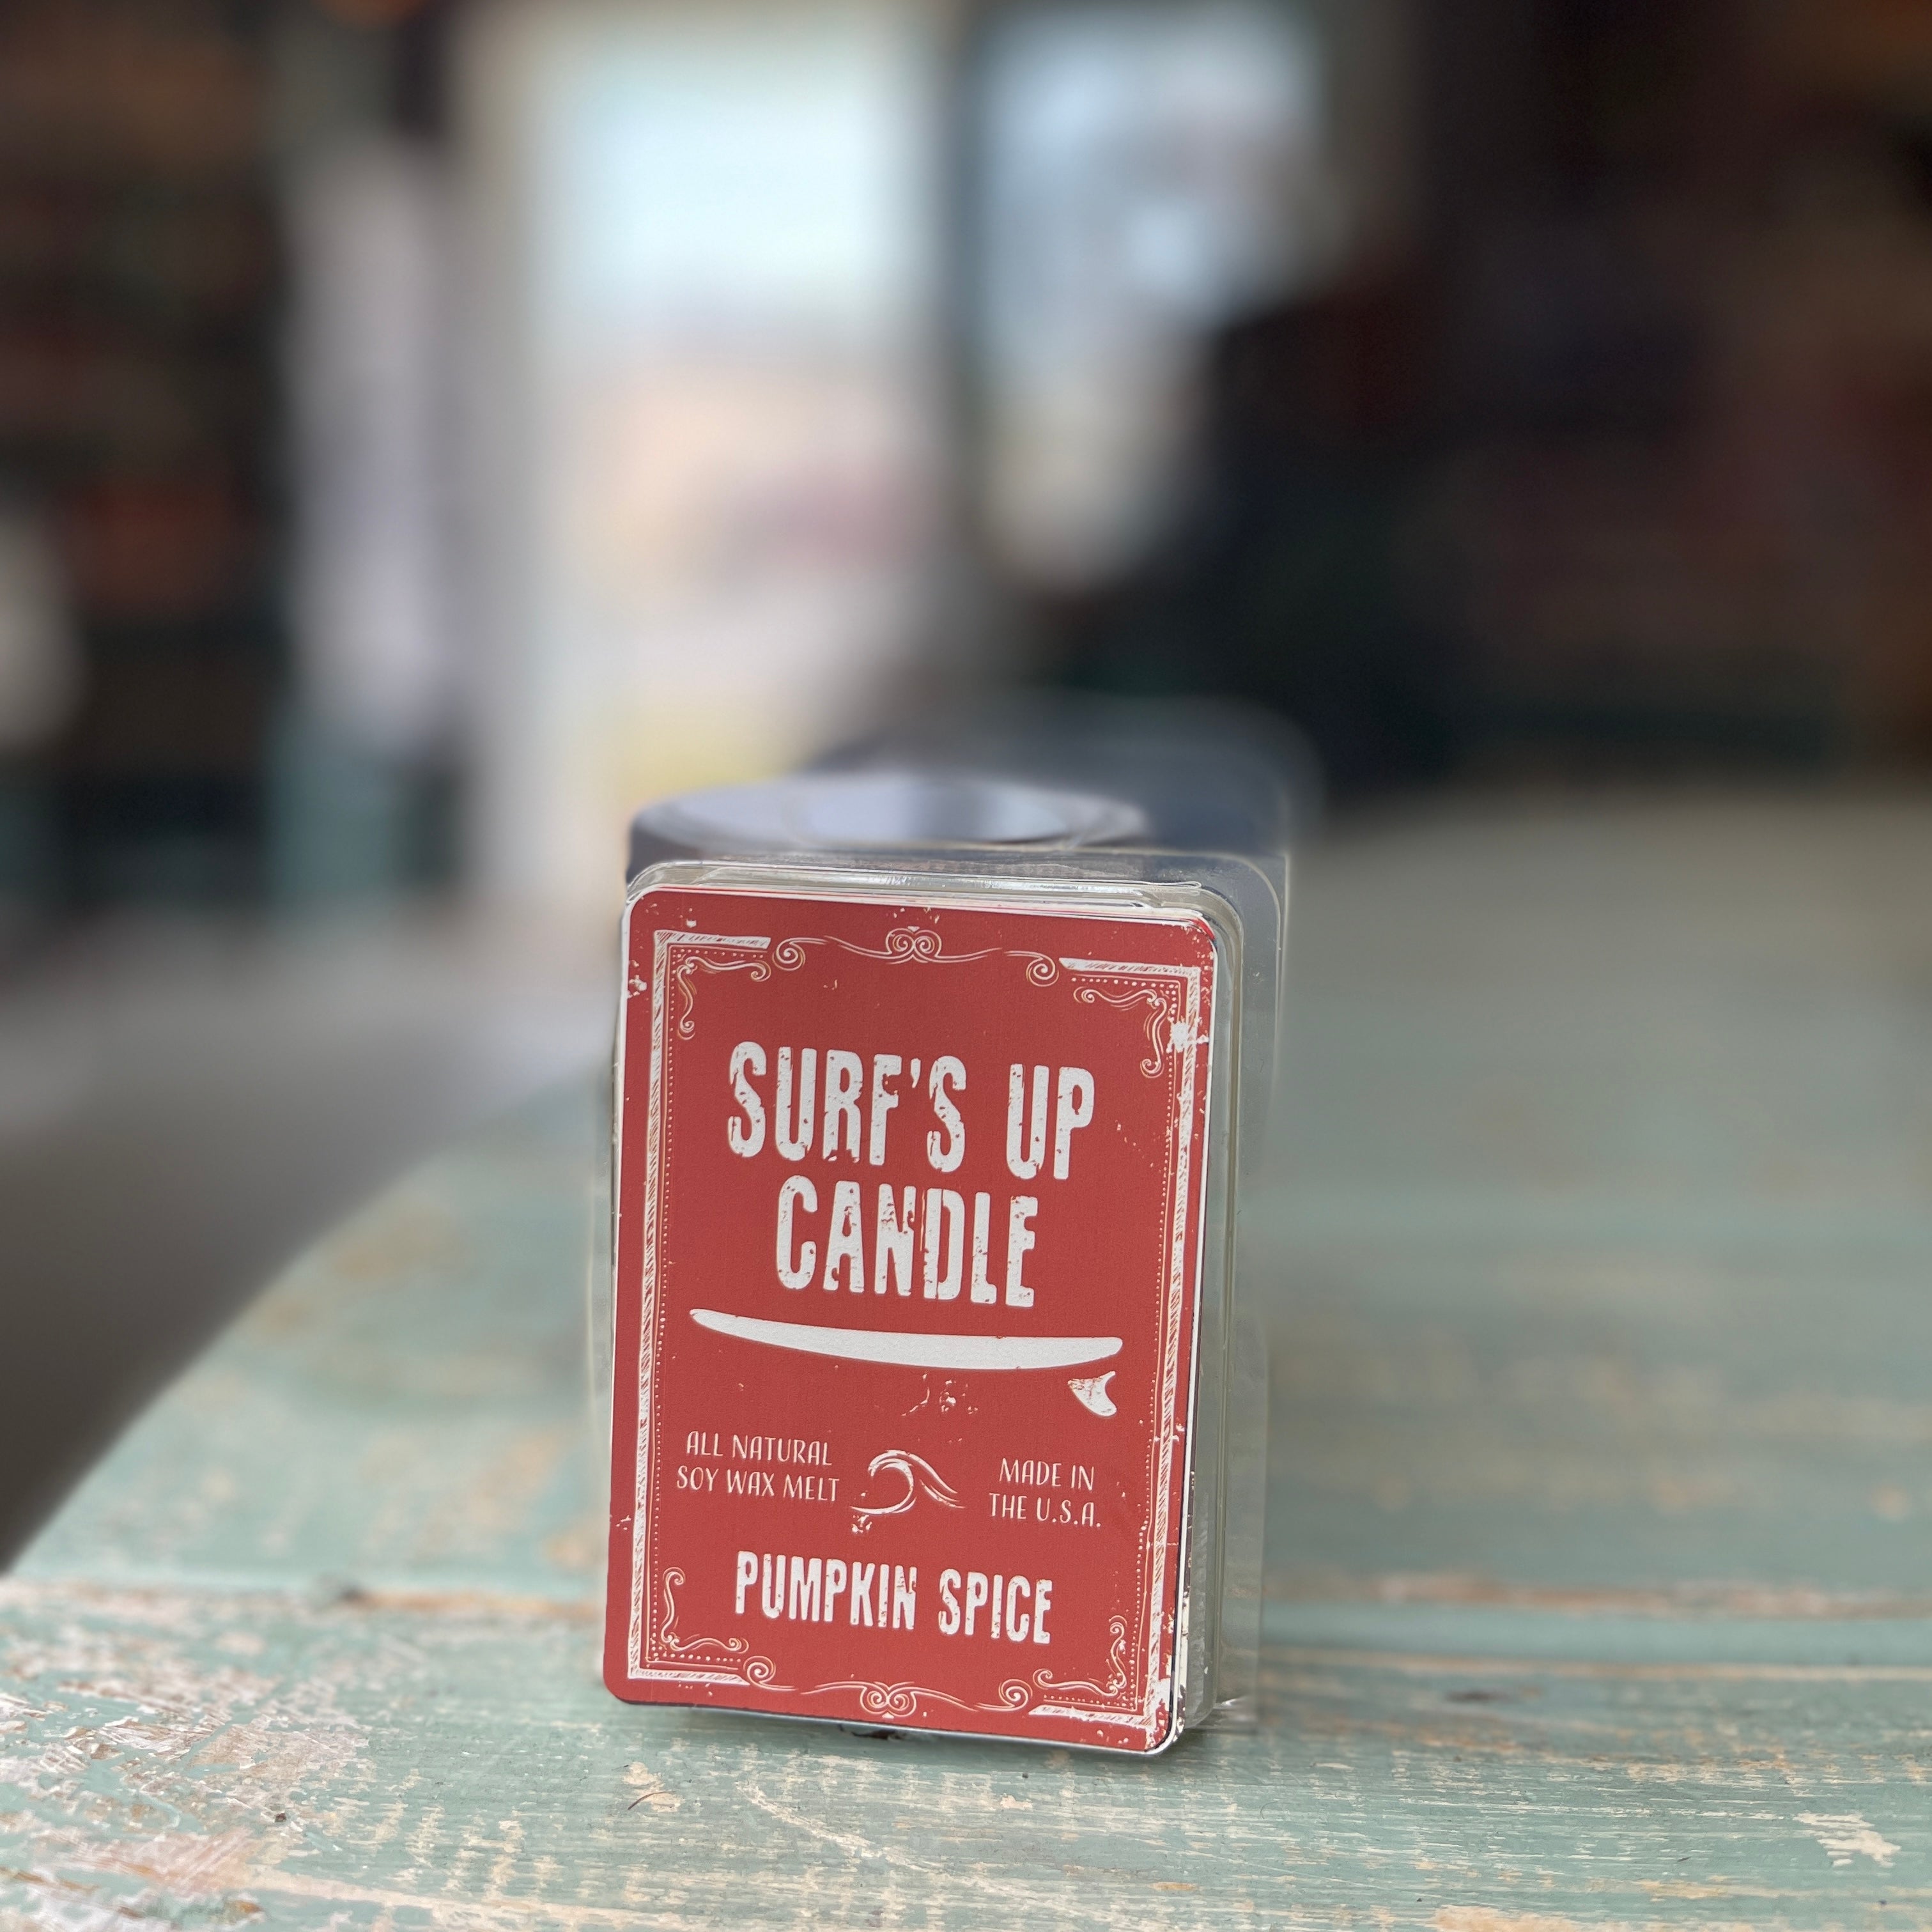 SURF'S UP
CANDLE
ALL NATURAL
SOY WAX MELT
MADE IN
THE U.S.A.
PUMPKIN SPICE